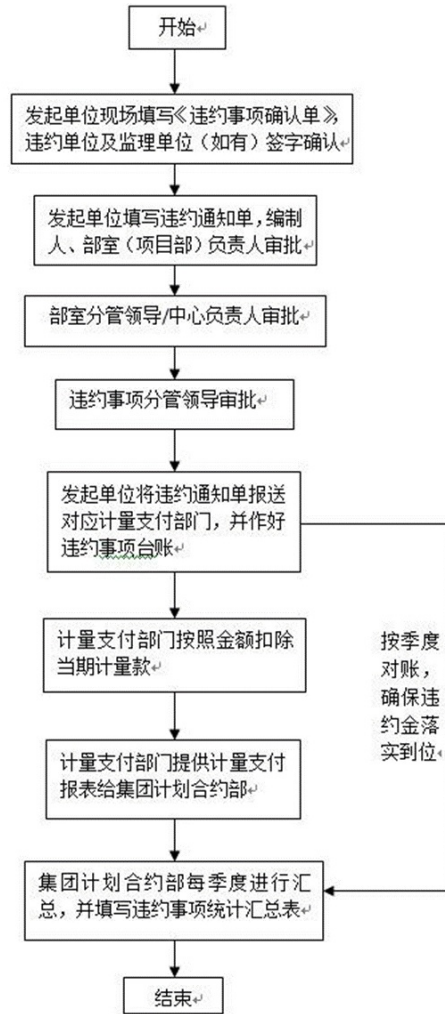 开始
发起单位现场填写《违约事项确认单》,
违约单位及监理单位（如有）签字确认
发起单位填写违约通知单,编制
人、部室（项目部）负责人审批
部室分管领导/中心负责人审批
违约事项分管领导审批
发起单位将违约通知单报送
对应计量支付部门，并作好
违约事项台账
计量支付部门按照金额扣除
当期计量款
按季度
对账，
确保违
约金落
实到位
计量支付部门提供计量支付
报表给集团计划合约部
集团计划合约部每季度进行汇
总，并填写违约事项统计汇总表
结束